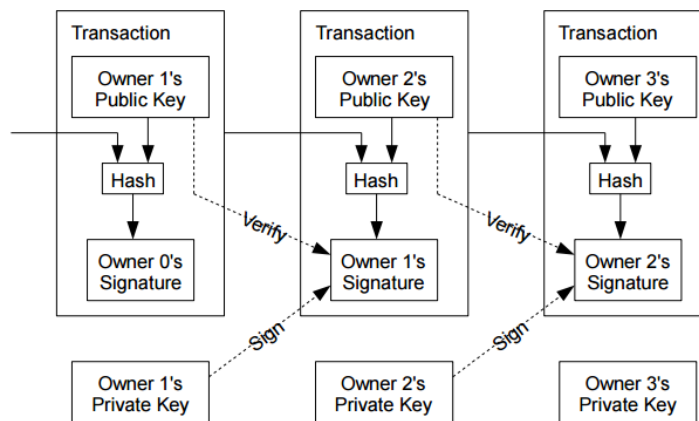 Transaction
Owner 1's
Public Key
Hash
Owner 0's
Signature
Transaction
Owner 2's
Public Key
Hash
Verify
Owner 1's
Signature
Transaction
Owner 3's
Public Key
Hash
Verify
Owner 2's
Signature
Owner 1's
Private Key
Sign
Owner 2's
Private Key
Sign
Owner 3's
Private Key